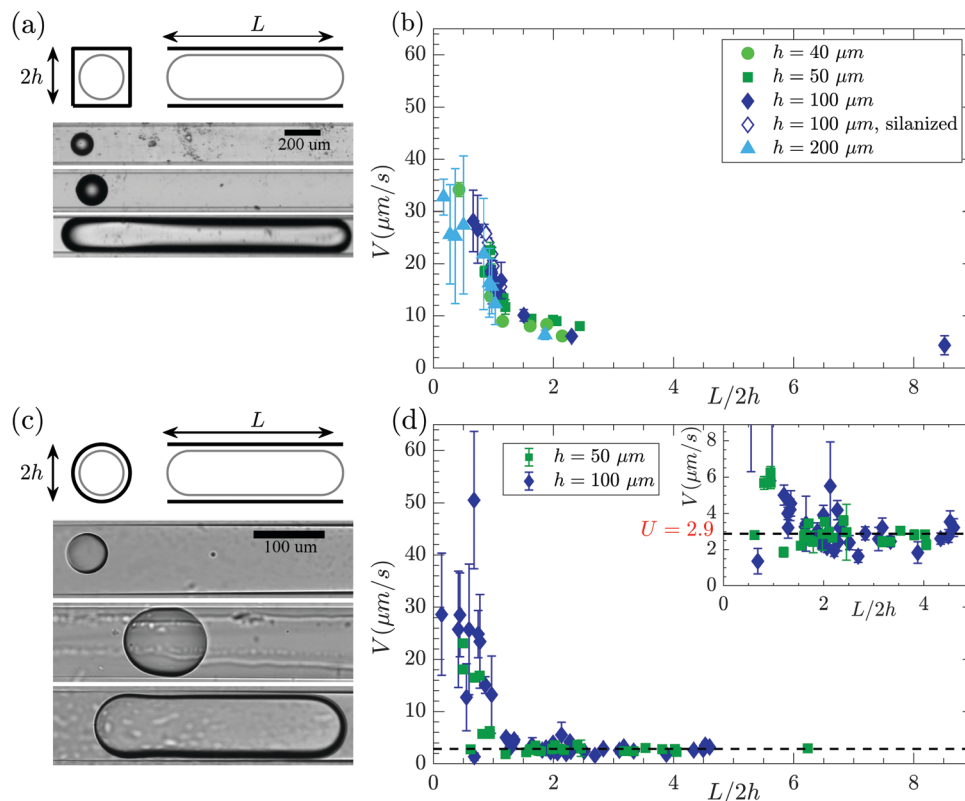 (a)
L
2h
200 um
(b)
60
50
40
30
20
10
0
V(μm/s)
h = 40 μm
h = 50 μm
h = 100 μm
h = 100 μm, silanized
h = 200 μm
0 2 4 6 8
L/2h
(c)
L
2h
100 um
(d)
60
50
40
30
20
10
0
V(μm/s)
h = 50 μm
h = 100 μm
U = 2.9
8
6
4
2
0
V(μm/s)
0 2 4
L/2h
0 2 4 6 8
L/2h